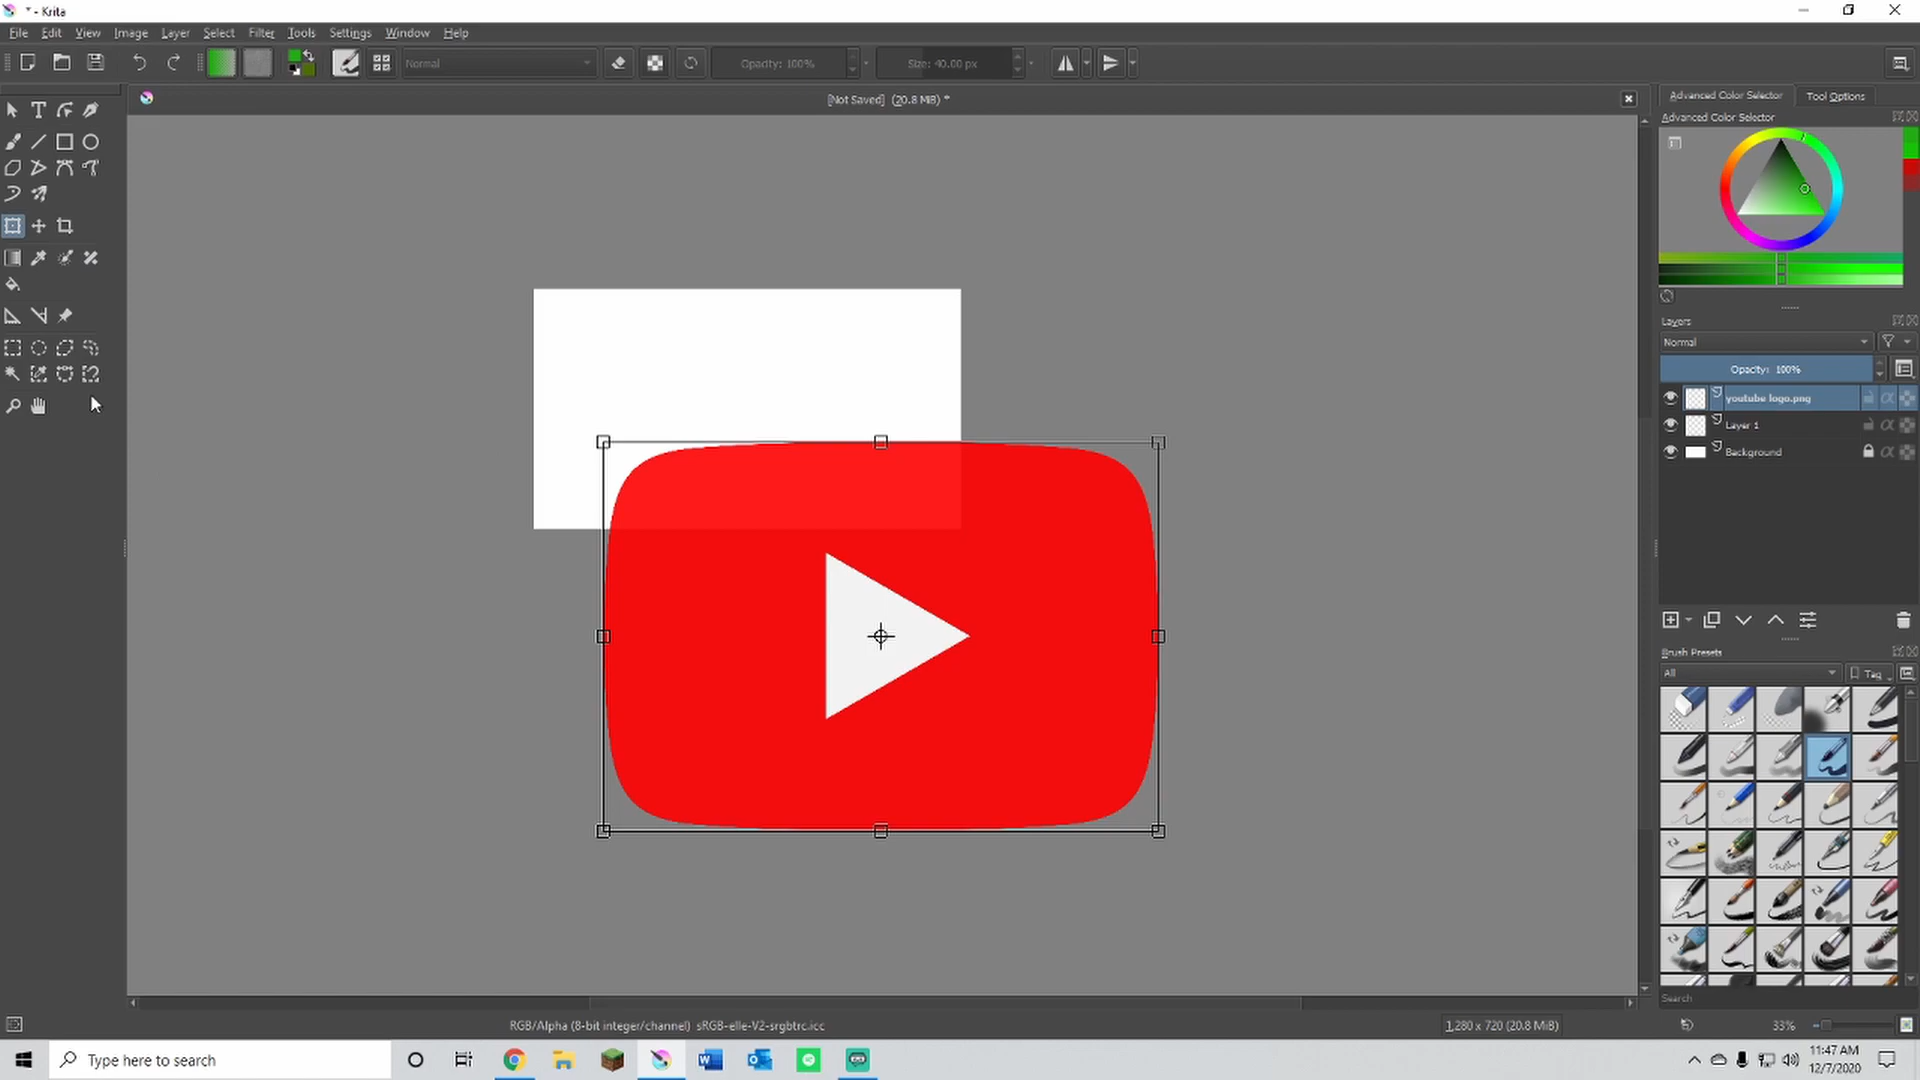 * - Krita
File Edit View Image Layer Select Filter Tools Settings Window Help
Normal
Opacity: 100%
Size: 40.00 px
[Not Saved] (20.8 MiB) *
Advanced Color Selector
Tool Options
Advanced Color Selector
Layers
Normal
Opacity: 100%
youtube logo.png
Layer 1
Background
Brush Presets
All
Tag
Search
RGB/Alpha (8-bit integer/channel) sRGB-elle-V2-srgbtrc.icc
1,280 x 720 (20.8 MiB)
33%
Type here to search
11:47 AM
12/7/2020